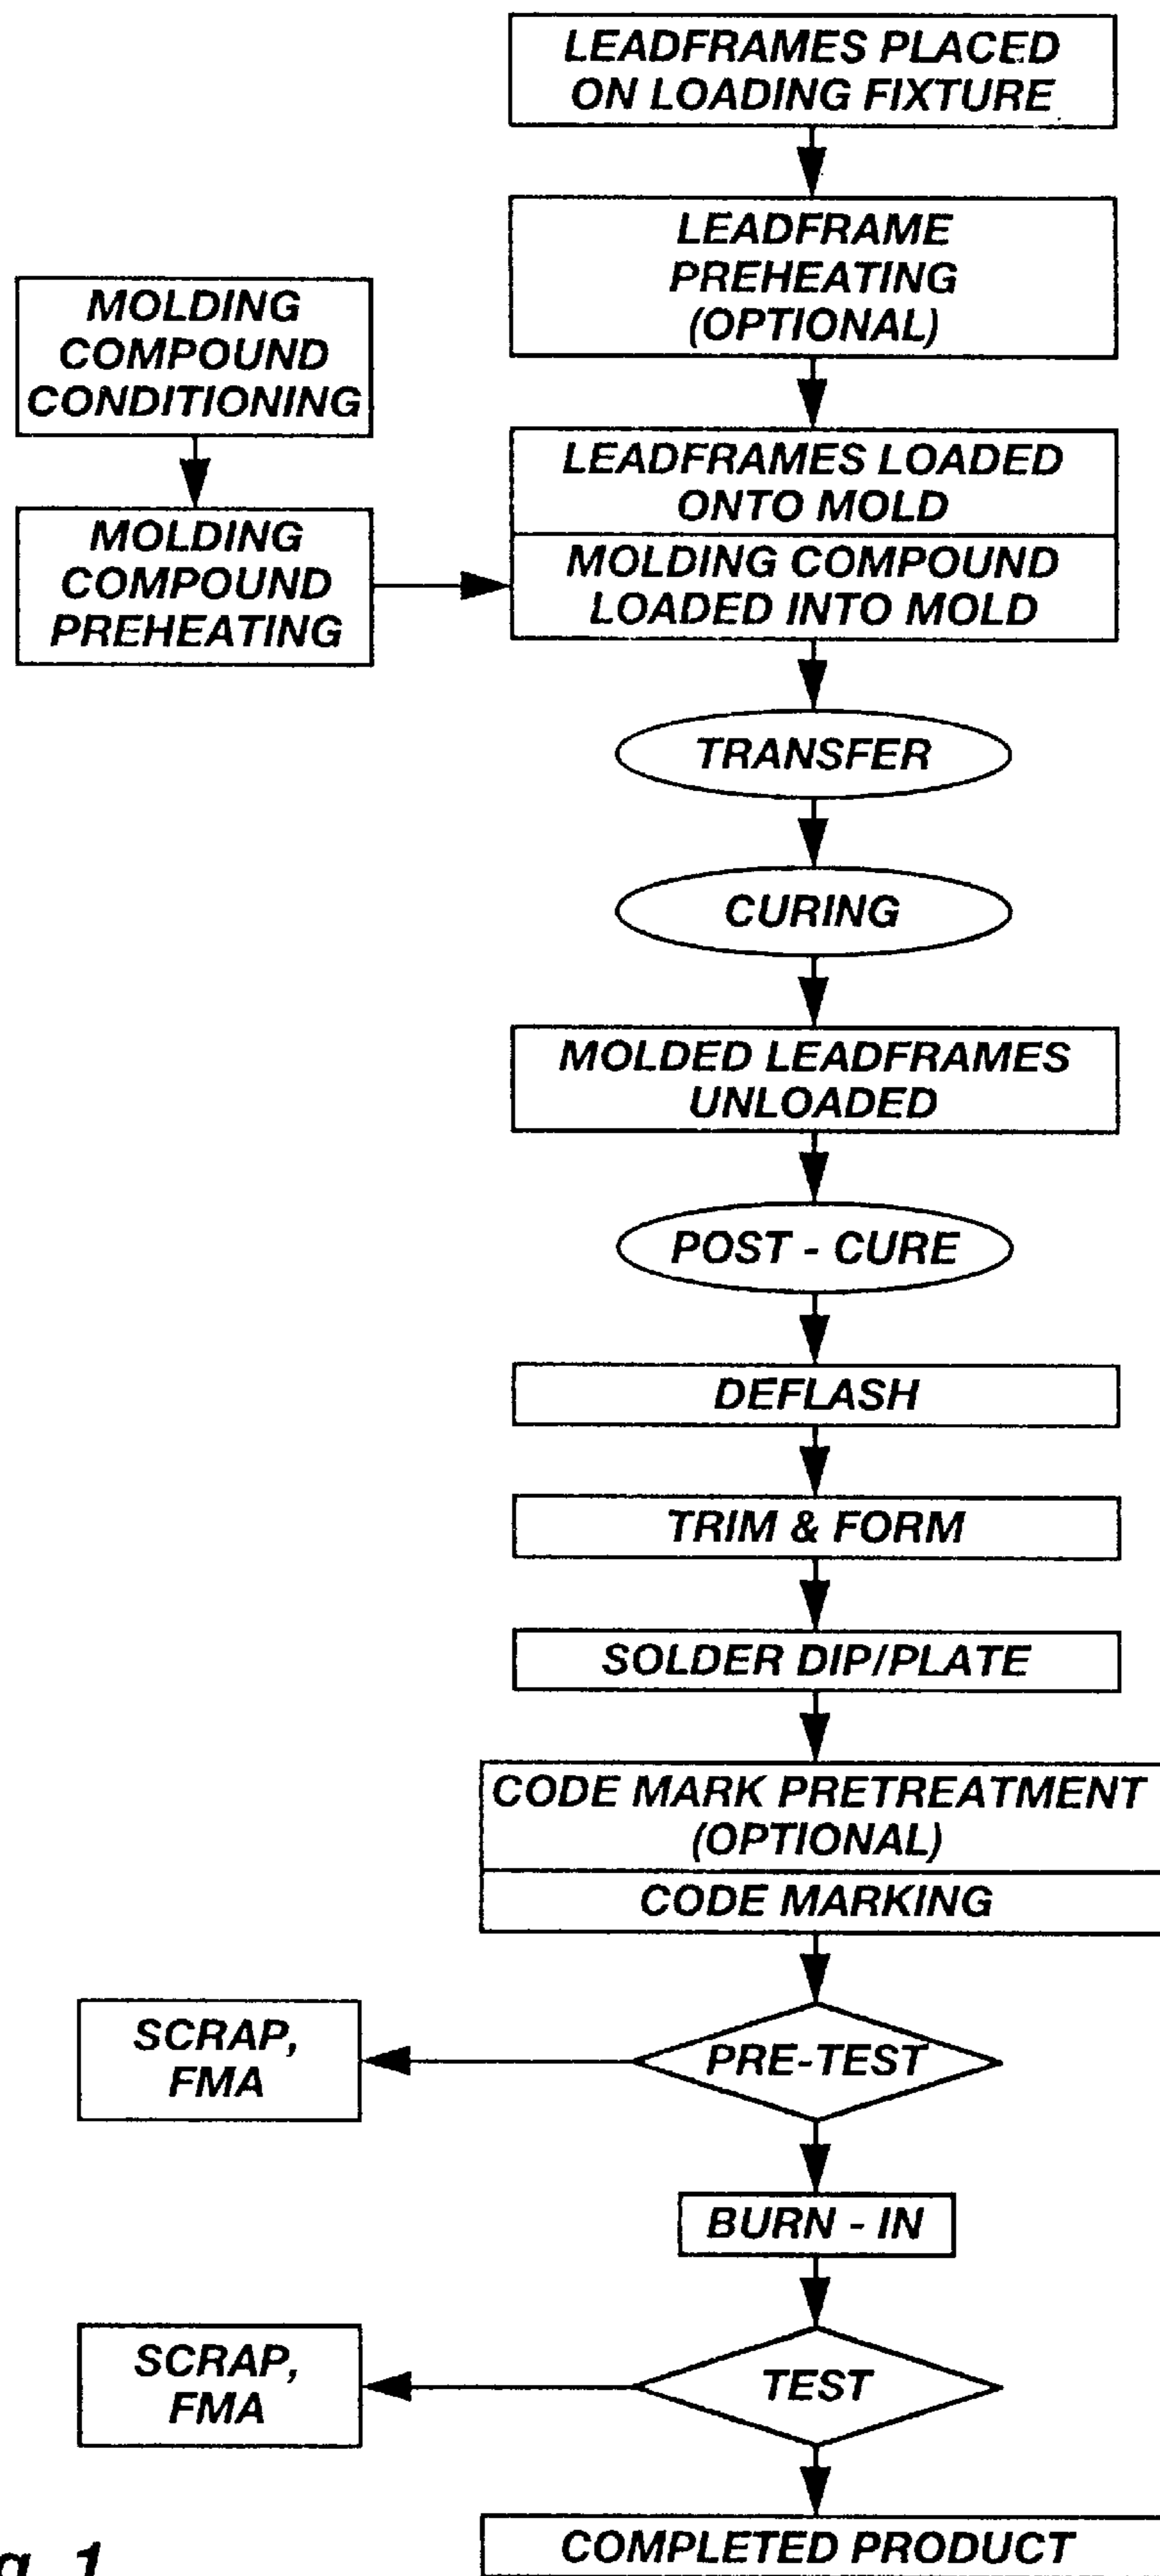 LEADFRAMES PLACED
ON LOADING FIXTURE
LEADFRAME
PREHEATING
(OPTIONAL)
MOLDING
COMPOUND
CONDITIONING
MOLDING
COMPOUND
PREHEATING
LEADFRAMES LOADED
ONTO MOLD
MOLDING COMPOUND
LOADED INTO MOLD
TRANSFER
CURING
MOLDED LEADFRAMES
UNLOADED
POST - CURE
DEFLASH
TRIM & FORM
SOLDER DIP/PLATE
CODE MARK PRETREATMENT
(OPTIONAL)
CODE MARKING
PRE-TEST
SCRAP,
FMA
BURN - IN
TEST
SCRAP,
FMA
COMPLETED PRODUCT
g. 1